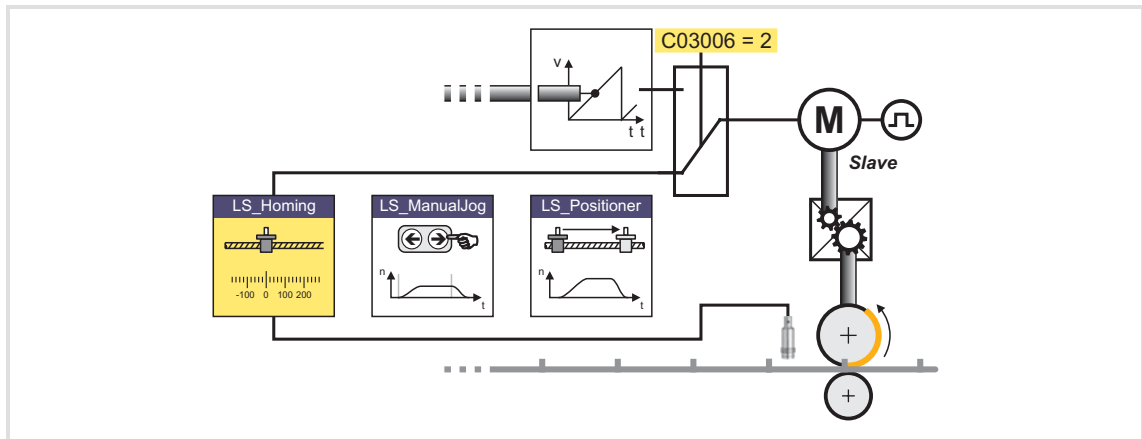 C03006 = 2
v
t t
M
Slave
LS_Homing
LS_ManualJog
LS_Positioner
-100 0 100 200
n
t
n
t